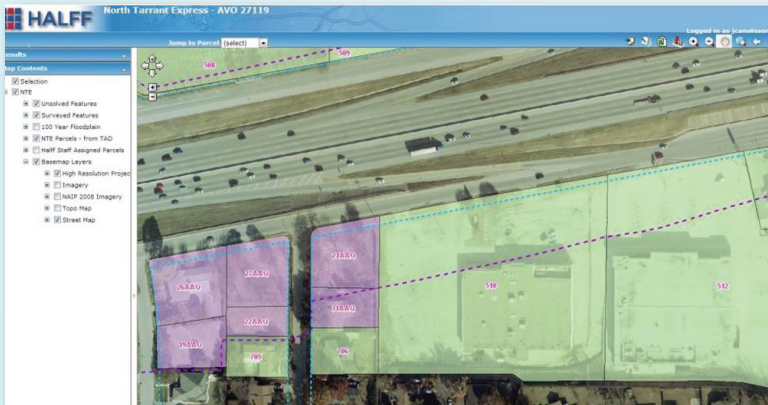 HALFF
North Tarrant Express - AVO 27119
Logged in as jcanuteson
Jump to Parcel (select)
Results
Map Contents
Selection
NTE
Unsolved Features
Surveyed Features
100 Year Floodplain
NTE Parcels - from TAD
Halff Staff Assigned Parcels
Basemap Layers
High Resolution Projec
Imagery
NAIP 2008 Imagery
Topo Map
Street Map
508
509
26AAQ
27AAQ
22AAQ
39AAQ
705
23AAQ
31AAQ
706
510
512